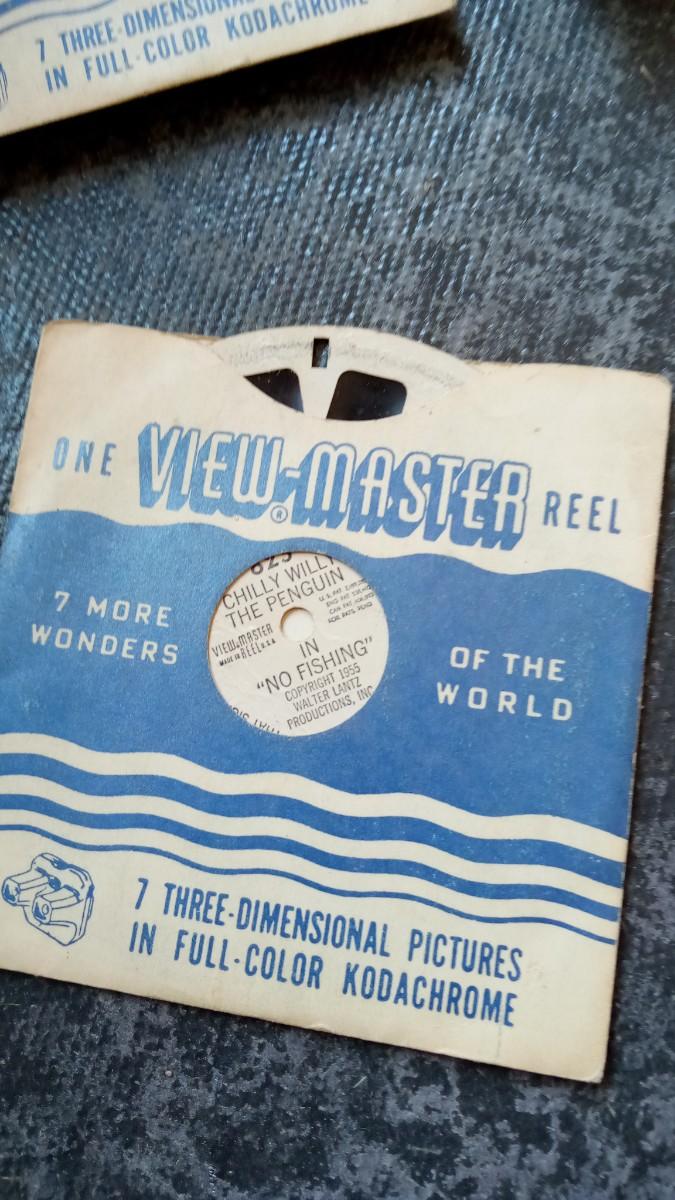 7 THREE-DIMENSIONAL
IN FULL-COLOR KODACHROME
ONE VIEW-MASTER® REEL
7 MORE
WONDERS
OF THE
WORLD
CHILLY WILLY
THE PENGUIN
VIEW-MASTER
REEL
MADE IN U.S.A.
IN
"NO FISHING"
COPYRIGHT 1955
WALTER LANTZ
PRODUCTIONS, INC
7 THREE-DIMENSIONAL PICTURES
IN FULL-COLOR KODACHROME